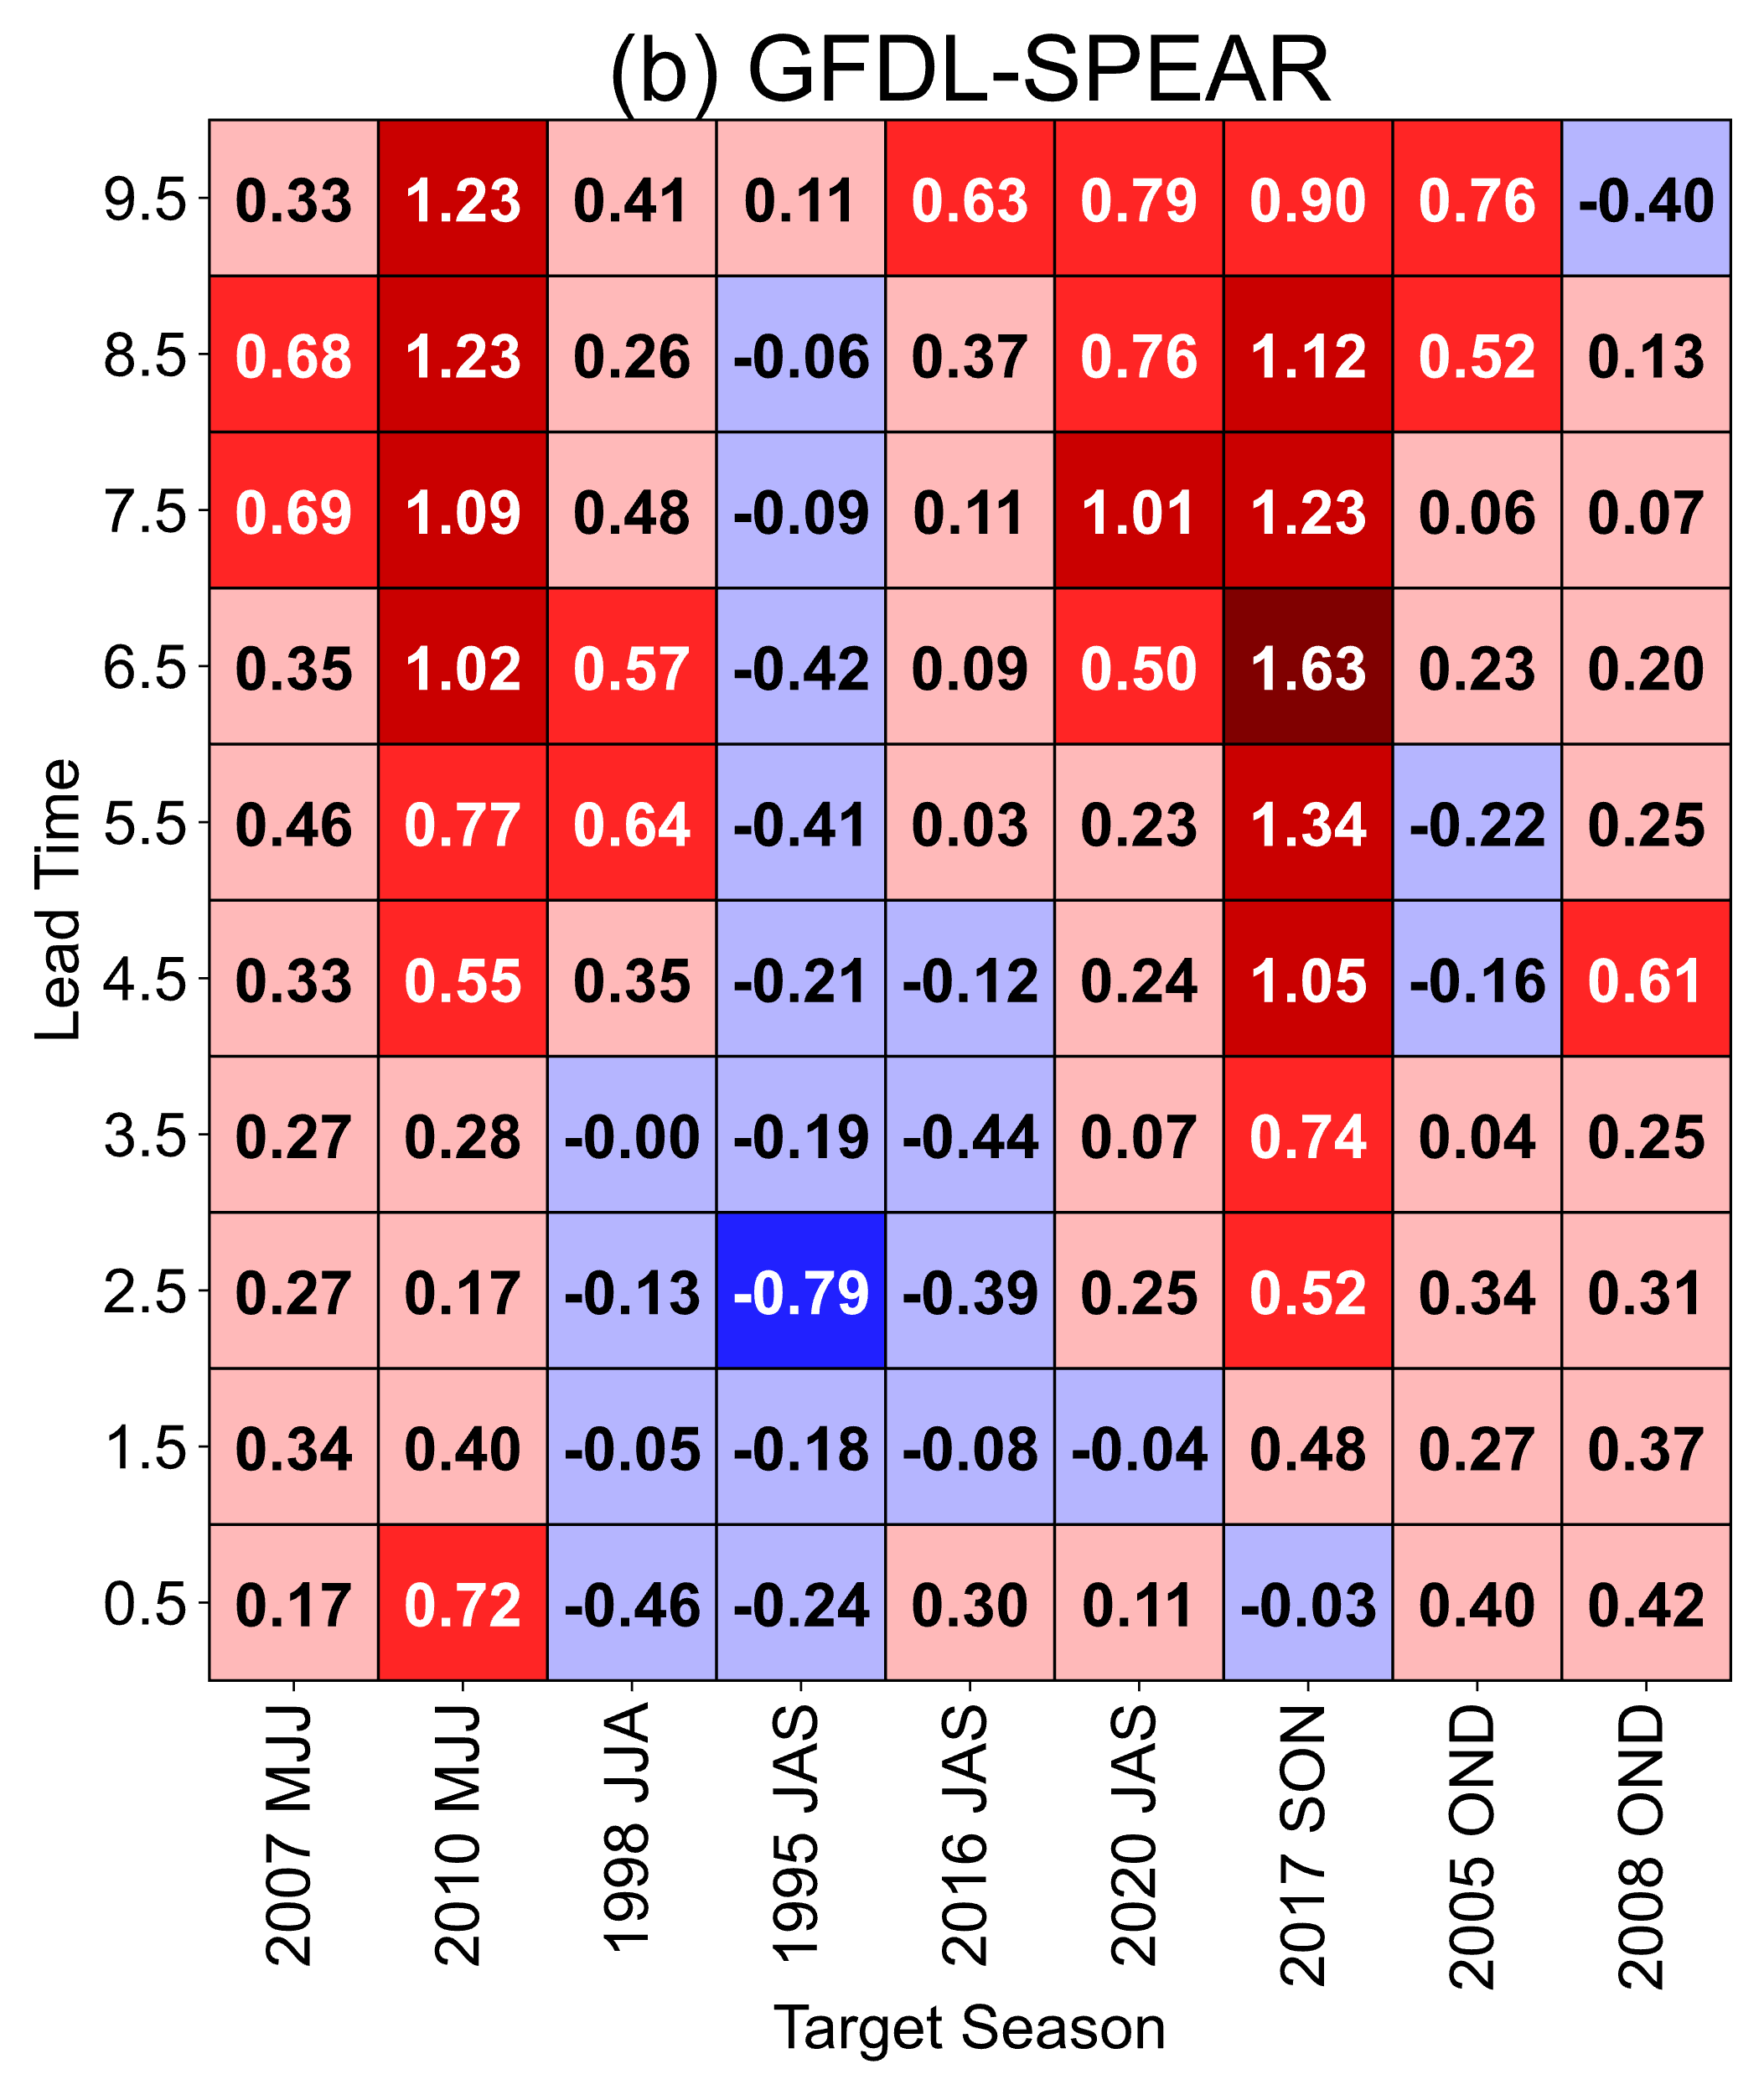 (b) GFDL-SPEAR
9.5 0.33 1.23 0.41 0.11 0.63 0.79 0.90 0.76 -0.40
8.5 0.68 1.23 0.26 -0.06 0.37 0.76 1.12 0.52 0.13
7.5 0.69 1.09 0.48 -0.09 0.11 1.01 1.23 0.06 0.07
6.5 0.35 1.02 0.57 -0.42 0.09 0.50 1.63 0.23 0.20
5.5 0.46 0.77 0.64 -0.41 0.03 0.23 1.34 -0.22 0.25
4.5 0.33 0.55 0.35 -0.21 -0.12 0.24 1.05 -0.16 0.61
3.5 0.27 0.28 -0.00 -0.19 -0.44 0.07 0.74 0.04 0.25
2.5 0.27 0.17 -0.13 -0.79 -0.39 0.25 0.52 0.34 0.31
1.5 0.34 0.40 -0.05 -0.18 -0.08 -0.04 0.48 0.27 0.37
0.5 0.17 0.72 -0.46 -0.24 0.30 0.11 -0.03 0.40 0.42
Lead Time
2007 MJJ
2010 MJJ
1998 JJA
1995 JAS
2016 JAS
2020 JAS
2017 SON
2005 OND
2008 OND
Target Season